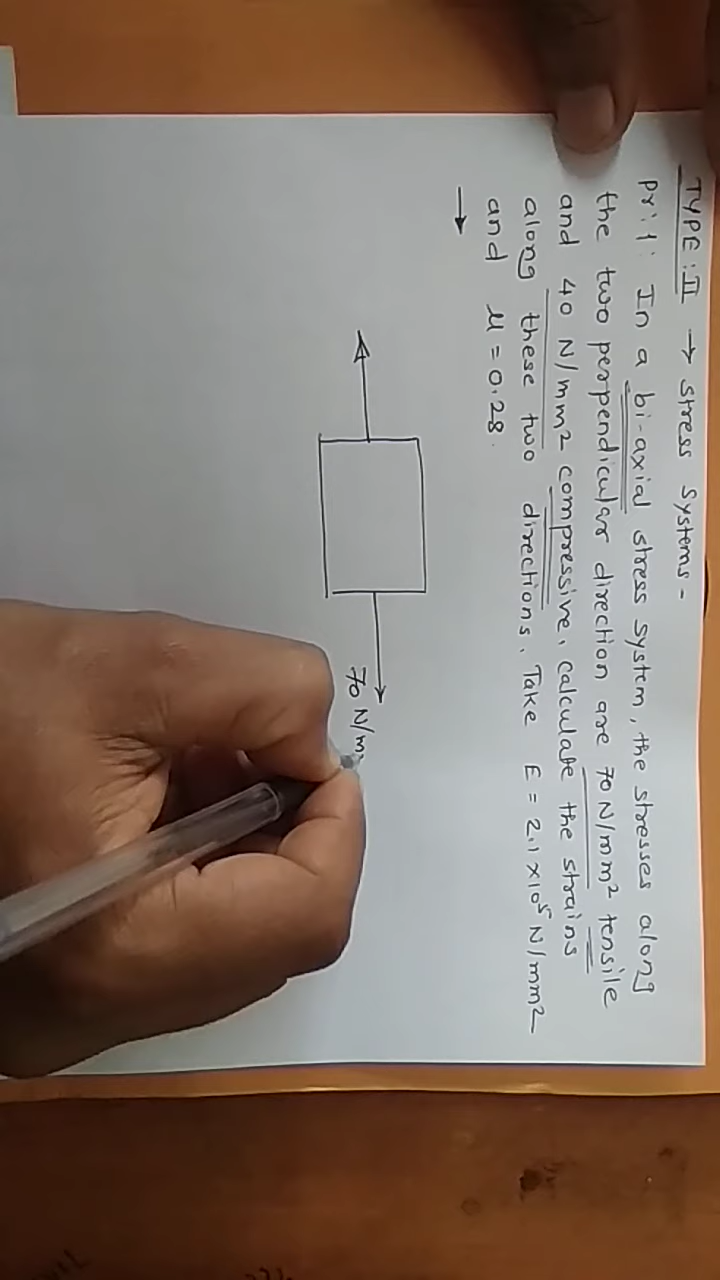 TYPE:II → Stress Systems -
Pr:1: In a bi-axial stress system, the stresses along
the two perpendicular direction are 70 N/mm² tensile
and 40 N/mm² compressive, calculate the strains
along these two directions. Take E = 2.1 ×10⁵ N/mm²
and μ = 0.28.
→
70 N/m